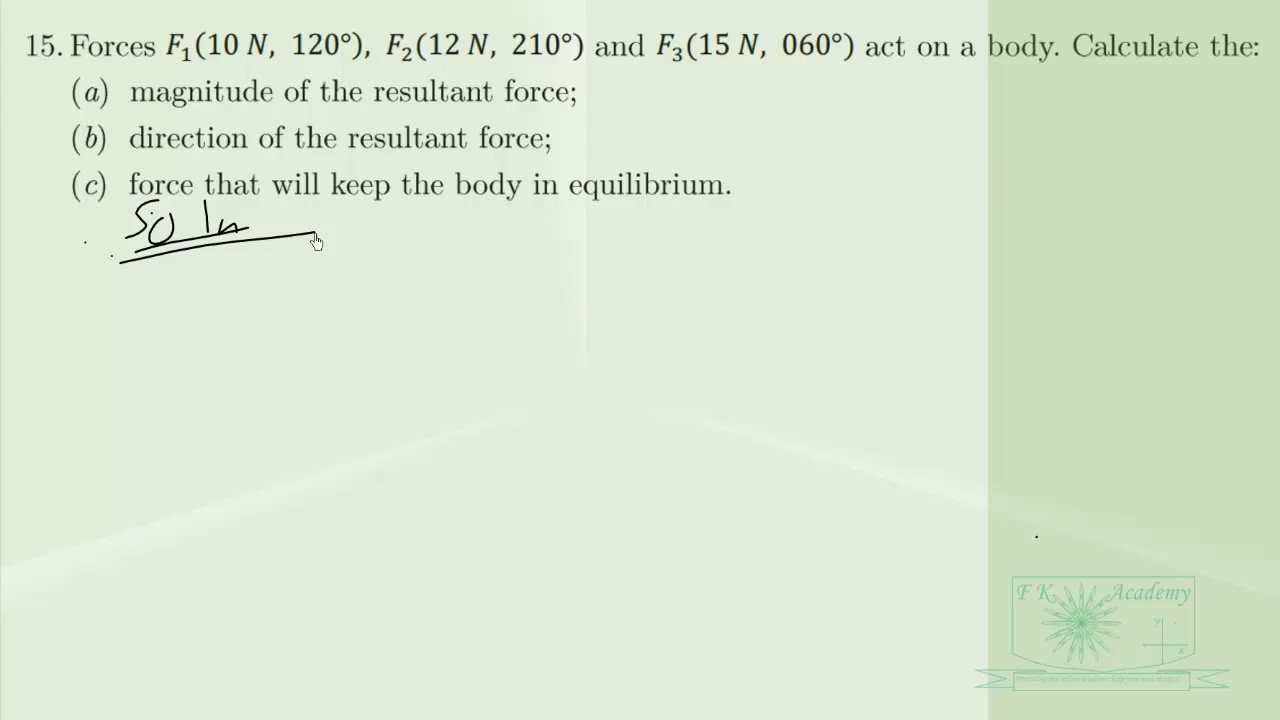 15. Forces F₁(10 N, 120°), F₂(12 N, 210°) and F₃(15 N, 060°) act on a body. Calculate the:
(a) magnitude of the resultant force;
(b) direction of the resultant force;
(c) force that will keep the body in equilibrium.
Soln
F K Academy
y
x